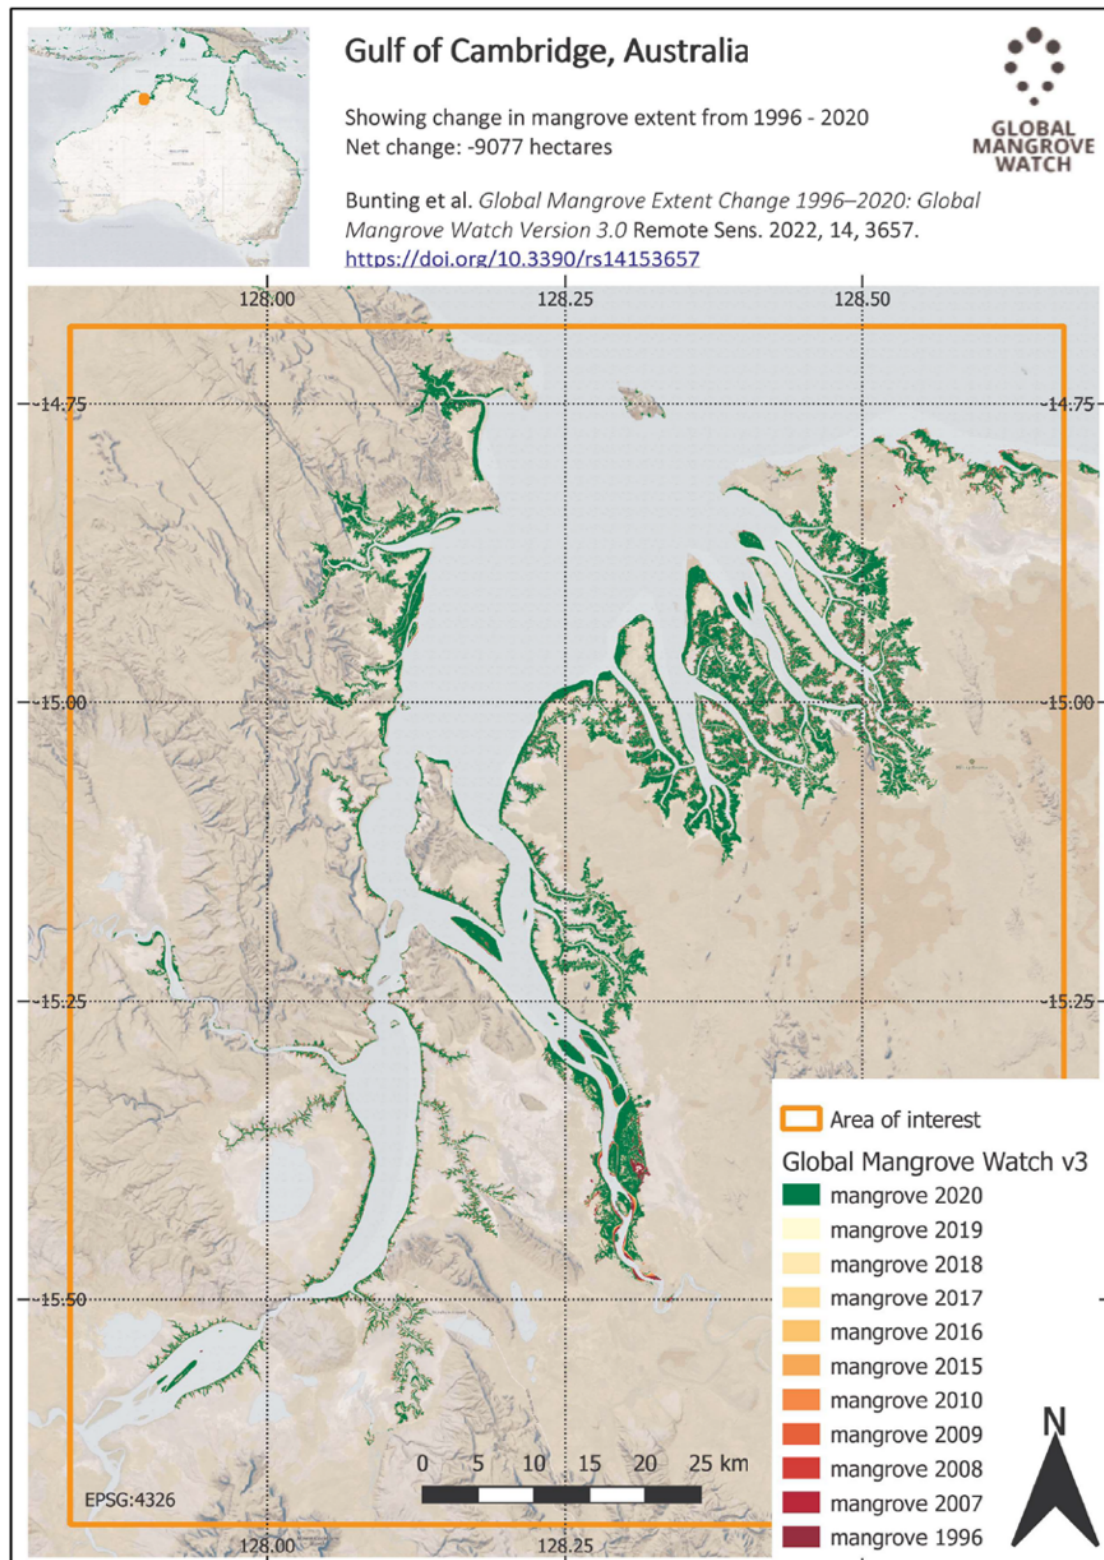 Gulf of Cambridge, Australia
Showing change in mangrove extent from 1996 - 2020
Net change: -9077 hectares
Bunting et al. Global Mangrove Extent Change 1996–2020: Global
Mangrove Watch Version 3.0 Remote Sens. 2022, 14, 3657.
https://doi.org/10.3390/rs14153657
GLOBAL
MANGROVE
WATCH
128.00 128.25 128.50
-14.75 -14.75
-15.00 -15.00
-15.25 -15.25
-15.50
Area of interest
Global Mangrove Watch v3
mangrove 2020
mangrove 2019
mangrove 2018
mangrove 2017
mangrove 2016
mangrove 2015
mangrove 2010
mangrove 2009
mangrove 2008
mangrove 2007
mangrove 1996
N
0 5 10 15 20 25 km
EPSG:4326
128.00 128.25